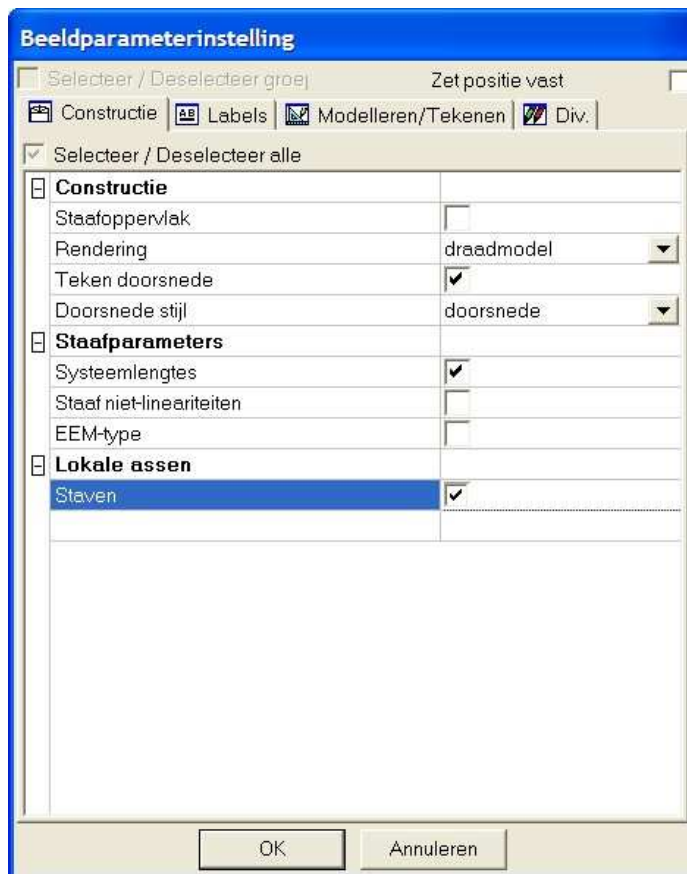 Beeldparameterinstelling
Selecteer / Deselecteer groep Zet positie vast
Constructie Labels Modelleren/Tekenen Div.
Selecteer / Deselecteer alle
Constructie
Staafoppervlak
Rendering draadmodel
Teken doorsnede
Doorsnede stijl doorsnede
Staafparameters
Systeemlengtes
Staaf niet-lineariteiten
EEM-type
Lokale assen
Staven
OK Annuleren